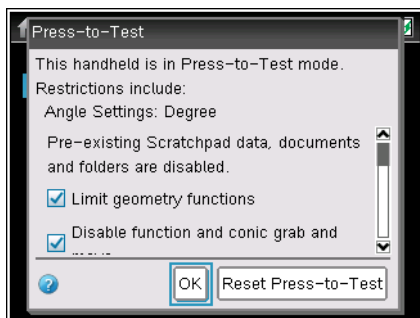 Press-to-Test
This handheld is in Press-to-Test mode.
Restrictions include:
Angle Settings: Degree
Pre-existing Scratchpad data, documents
and folders are disabled.
Limit geometry functions
Disable function and conic grab and
OK
Reset Press-to-Test